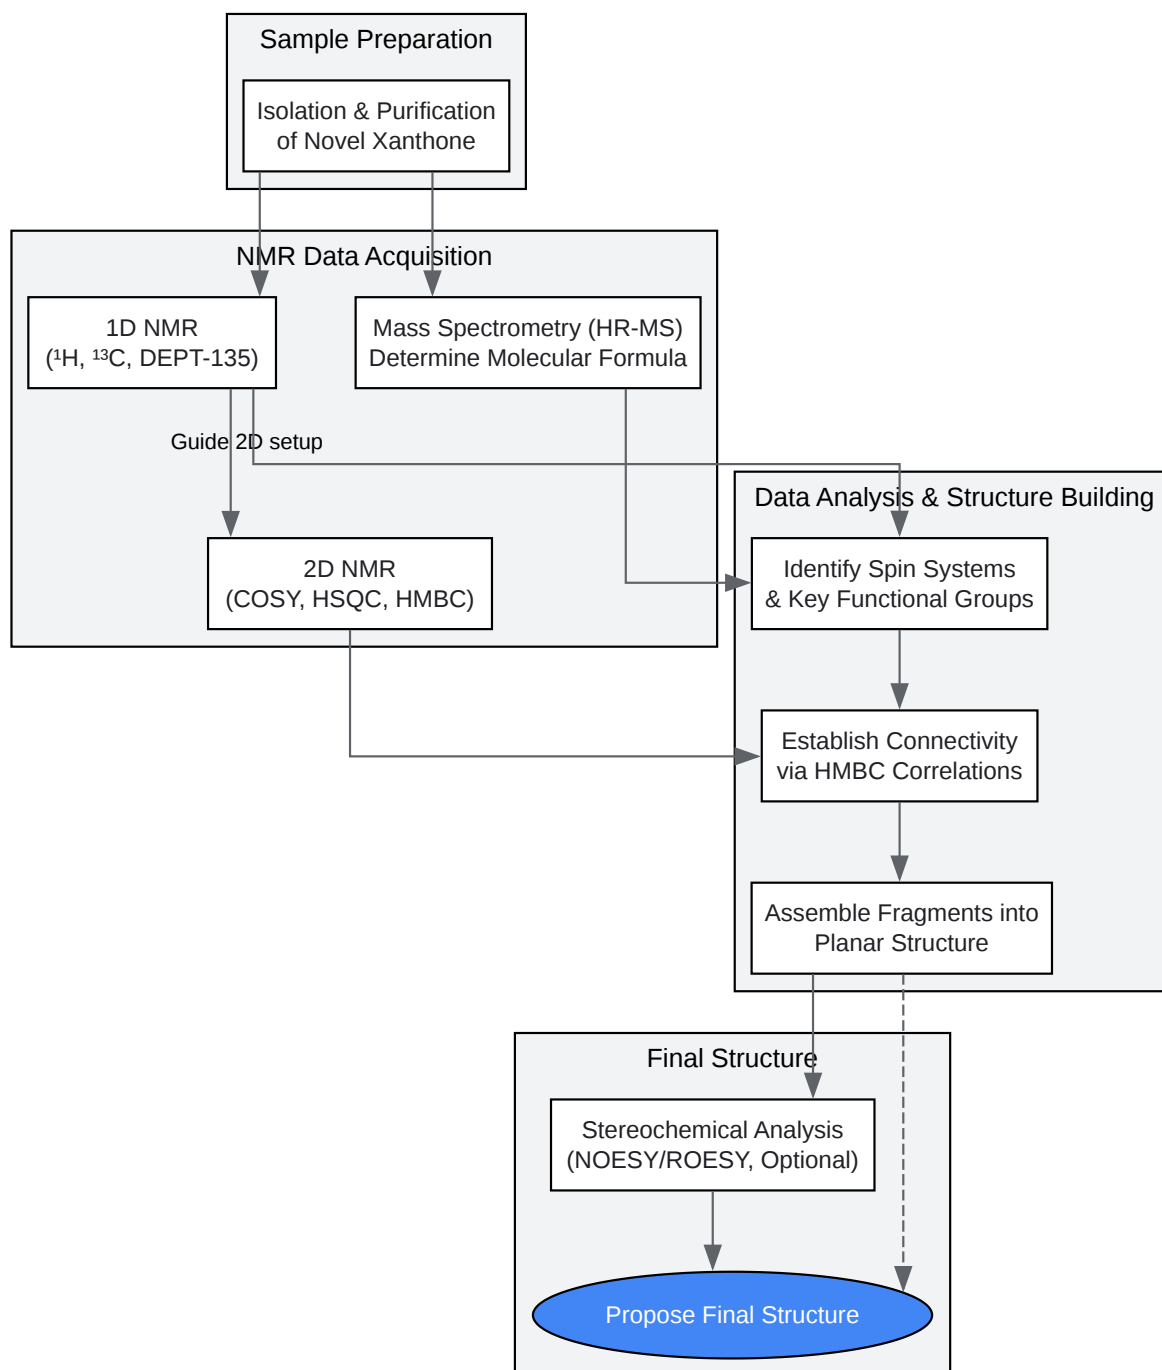 Sample Preparation
Isolation & Purification
of Novel Xanthone
NMR Data Acquisition
1D NMR
(¹H, ¹³C, DEPT-135)
Mass Spectrometry (HR-MS)
Determine Molecular Formula
Guide 2D setup
2D NMR
(COSY, HSQC, HMBC)
Data Analysis & Structure Building
Identify Spin Systems
& Key Functional Groups
Establish Connectivity
via HMBC Correlations
Assemble Fragments into
Planar Structure
Final Structure
Stereochemical Analysis
(NOESY/ROESY, Optional)
Propose Final Structure